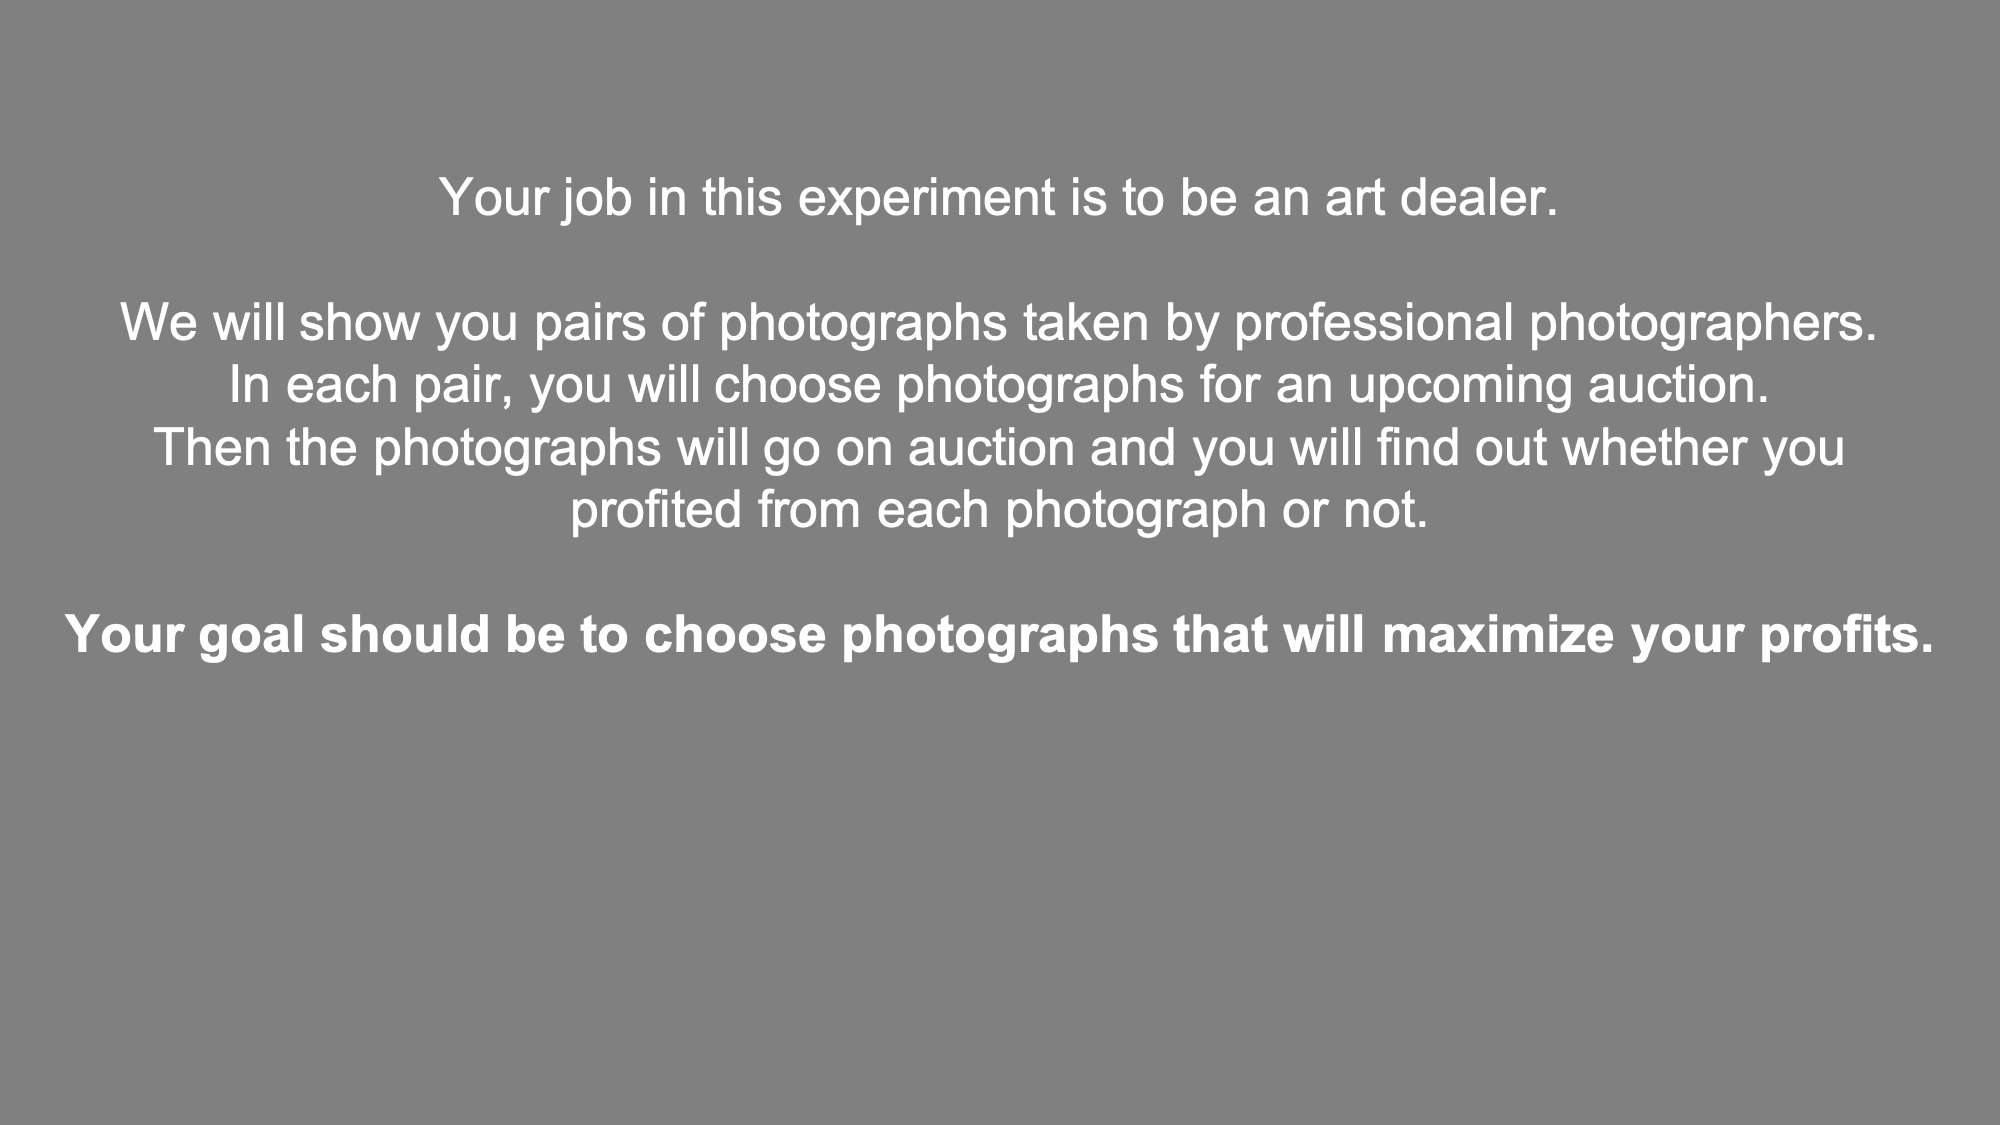 Your job in this experiment is to be an art dealer.
We will show you pairs of photographs taken by professional photographers.
In each pair, you will choose photographs for an upcoming auction.
Then the photographs will go on auction and you will find out whether you
profited from each photograph or not.
Your goal should be to choose photographs that will maximize your profits.